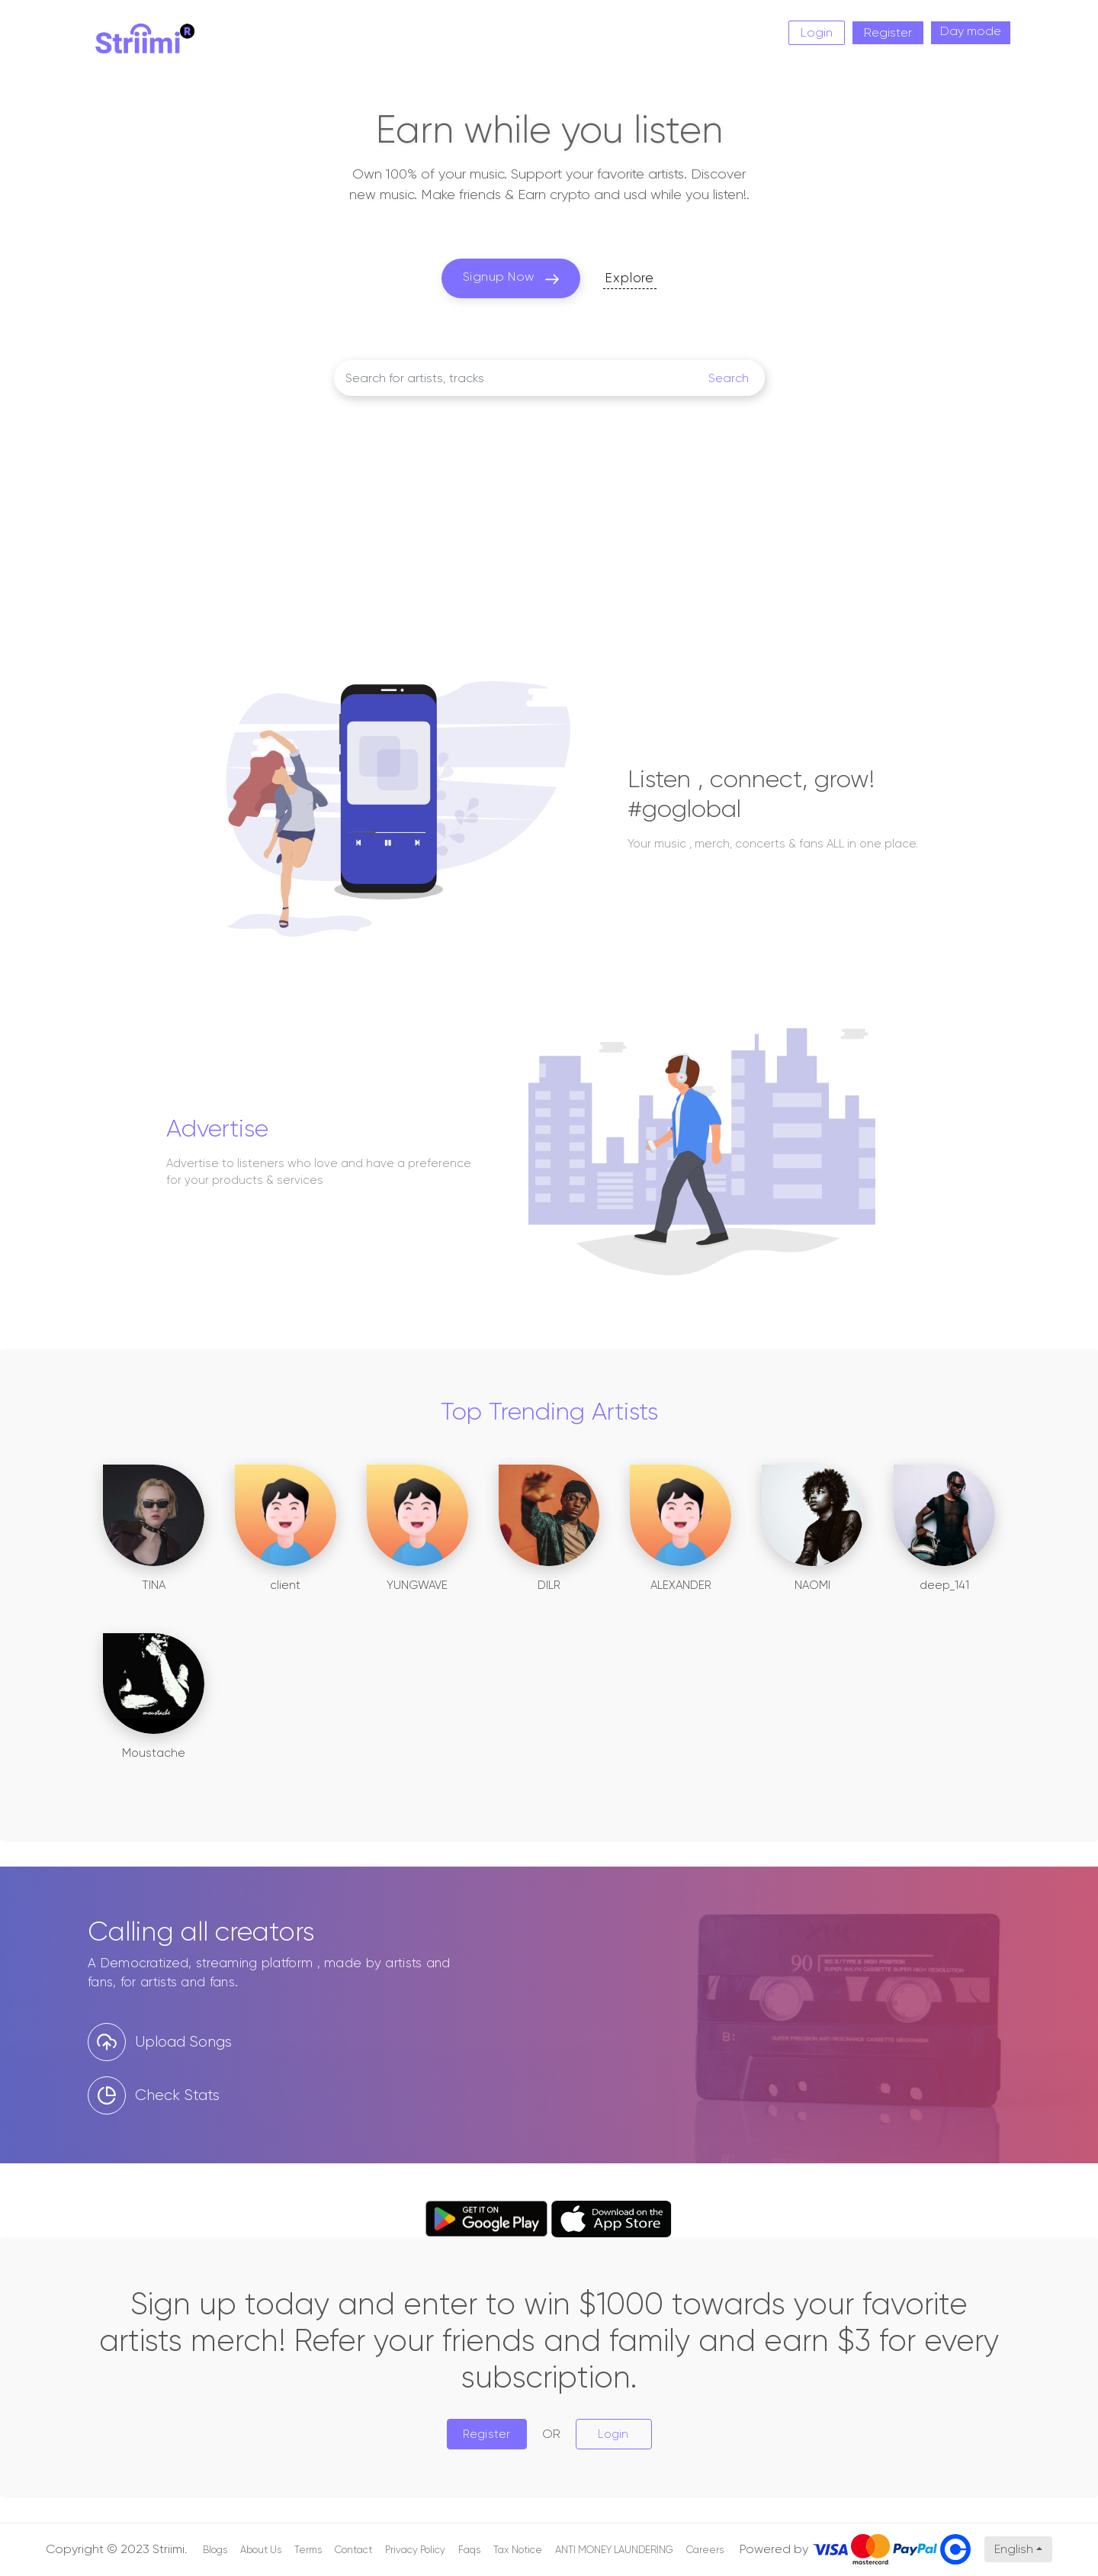 Striimi R
Login
Register
Day mode
Earn while you listen
Own 100% of your music. Support your favorite artists. Discover
new music. Make friends & Earn crypto and usd while you listen!.
Signup Now
Explore
Search for artists, tracks
Search
Listen , connect, grow!
#goglobal
Your music , merch, concerts & fans ALL in one place.
Advertise
Advertise to listeners who love and have a preference
for your products & services
Top Trending Artists
TINA
client
YUNGWAVE
DILR
ALEXANDER
NAOMI
deep_141
moustache
Moustache
Calling all creators
A Democratized, streaming platform , made by artists and
fans, for artists and fans.
Upload Songs
Check Stats
90
B:
GET IT ON
Google Play
Download on the
App Store
Sign up today and enter to win $1000 towards your favorite
artists merch! Refer your friends and family and earn $3 for every
subscription.
Register
OR
Login
Copyright © 2023 Striimi.
Blogs
About Us
Terms
Contact
Privacy Policy
Faqs
Tax Notice
ANTI MONEY LAUNDERING
Careers
Powered by
VISA
mastercard
PayPal
English